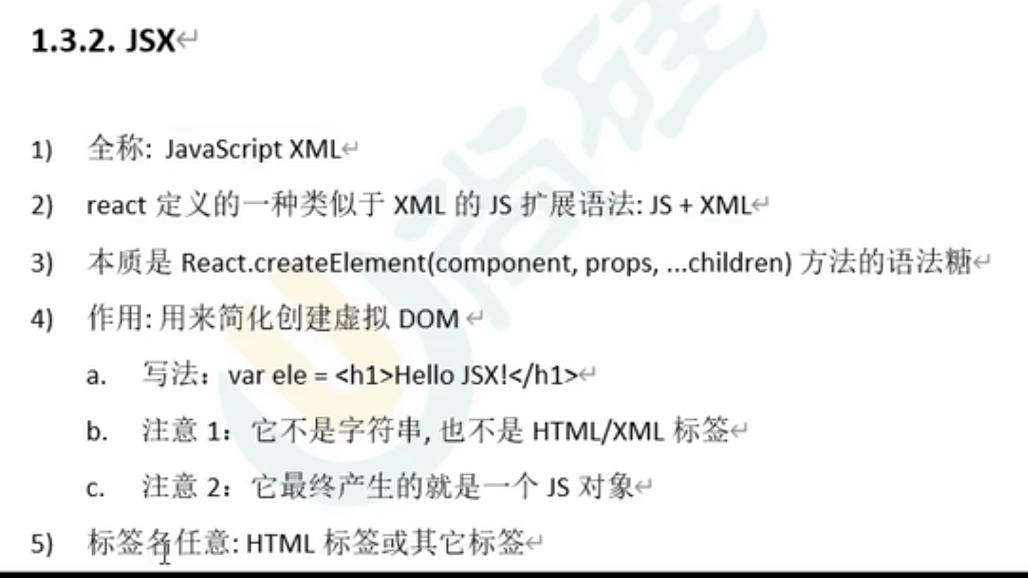 1.3.2. JSX
1) 全称: JavaScript XML
2) react 定义的一种类似于 XML 的 JS 扩展语法: JS + XML
3) 本质是 React.createElement(component, props, ...children) 方法的语法糖
4) 作用: 用来简化创建虚拟 DOM
a. 写法：var ele = <h1>Hello JSX!</h1>
b. 注意 1：它不是字符串, 也不是 HTML/XML 标签
c. 注意 2：它最终产生的就是一个 JS 对象
5) 标签名任意: HTML 标签或其它标签
尚硅